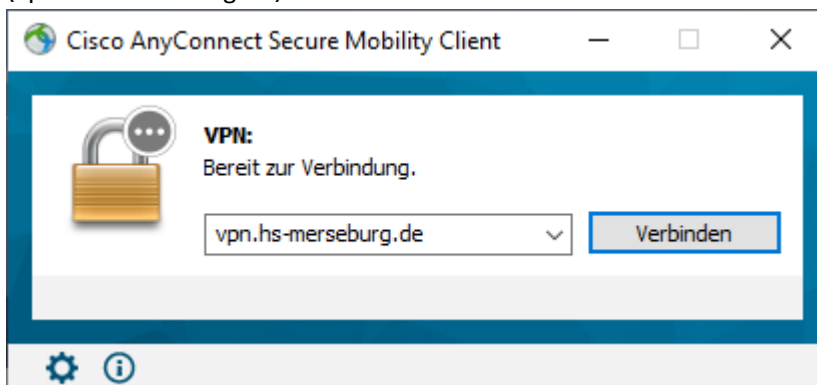 Cisco AnyConnect Secure Mobility Client
VPN:
Bereit zur Verbindung.
vpn.hs-merseburg.de
Verbinden